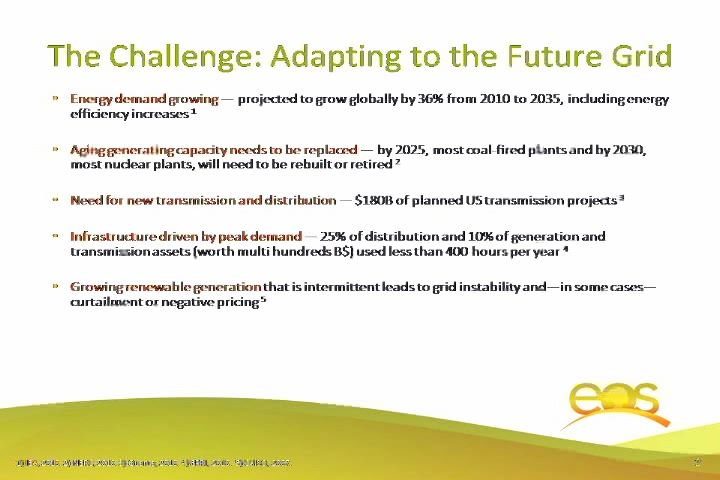 The Challenge: Adapting to the Future Grid
Energy demand growing — projected to grow globally by 36% from 2010 to 2035, including energy
efficiency increases 1
Aging generating capacity needs to be replaced — by 2025, most coal-fired plants and by 2030,
most nuclear plants, will need to be rebuilt or retired 2
Need for new transmission and distribution — $180B of planned US transmission projects 3
Infrastructure driven by peak demand — 25% of distribution and 10% of generation and
transmission assets (worth multi hundreds B$) used less than 400 hours per year 4
Growing renewable generation that is intermittent leads to grid instability and—in some cases—
curtailment or negative pricing 5
eos